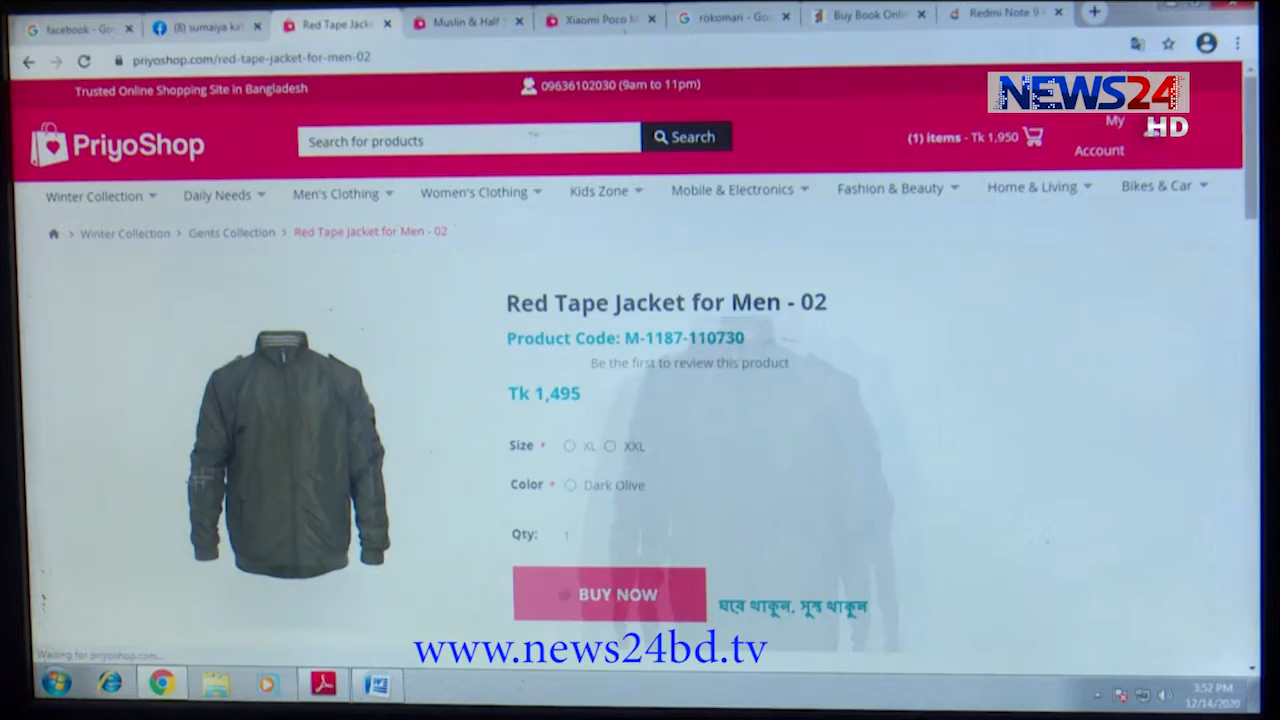 facebook - Go
(8) sumaiya ka
Red Tape Jack
Muslin & Half
Xiaomi Poco M
rokomari - Go
Buy Book Onlin
Redmi Note 9
priyoshop.com/red-tape-jacket-for-men-02
Trusted Online Shopping Site in Bangladesh
09636102030 (9am to 11pm)
NEWS24
HD
PriyoShop
Search for products
Search
(1) items - Tk 1,950
My
Account
Winter Collection
Daily Needs
Men's Clothing
Women's Clothing
Kids Zone
Mobile & Electronics
Fashion & Beauty
Home & Living
Bikes & Car
> Winter Collection > Gents Collection > Red Tape Jacket for Men - 02
Red Tape Jacket for Men - 02
Product Code: M-1187-110730
Be the first to review this product
Tk 1,495
Size * XL XXL
Color * Dark Olive
Qty: 1
BUY NOW
ঘরে থাকুন, সুস্থ থাকুন
www.news24bd.tv
Waiting for priyoshop.com...
3:52 PM
12/14/2020